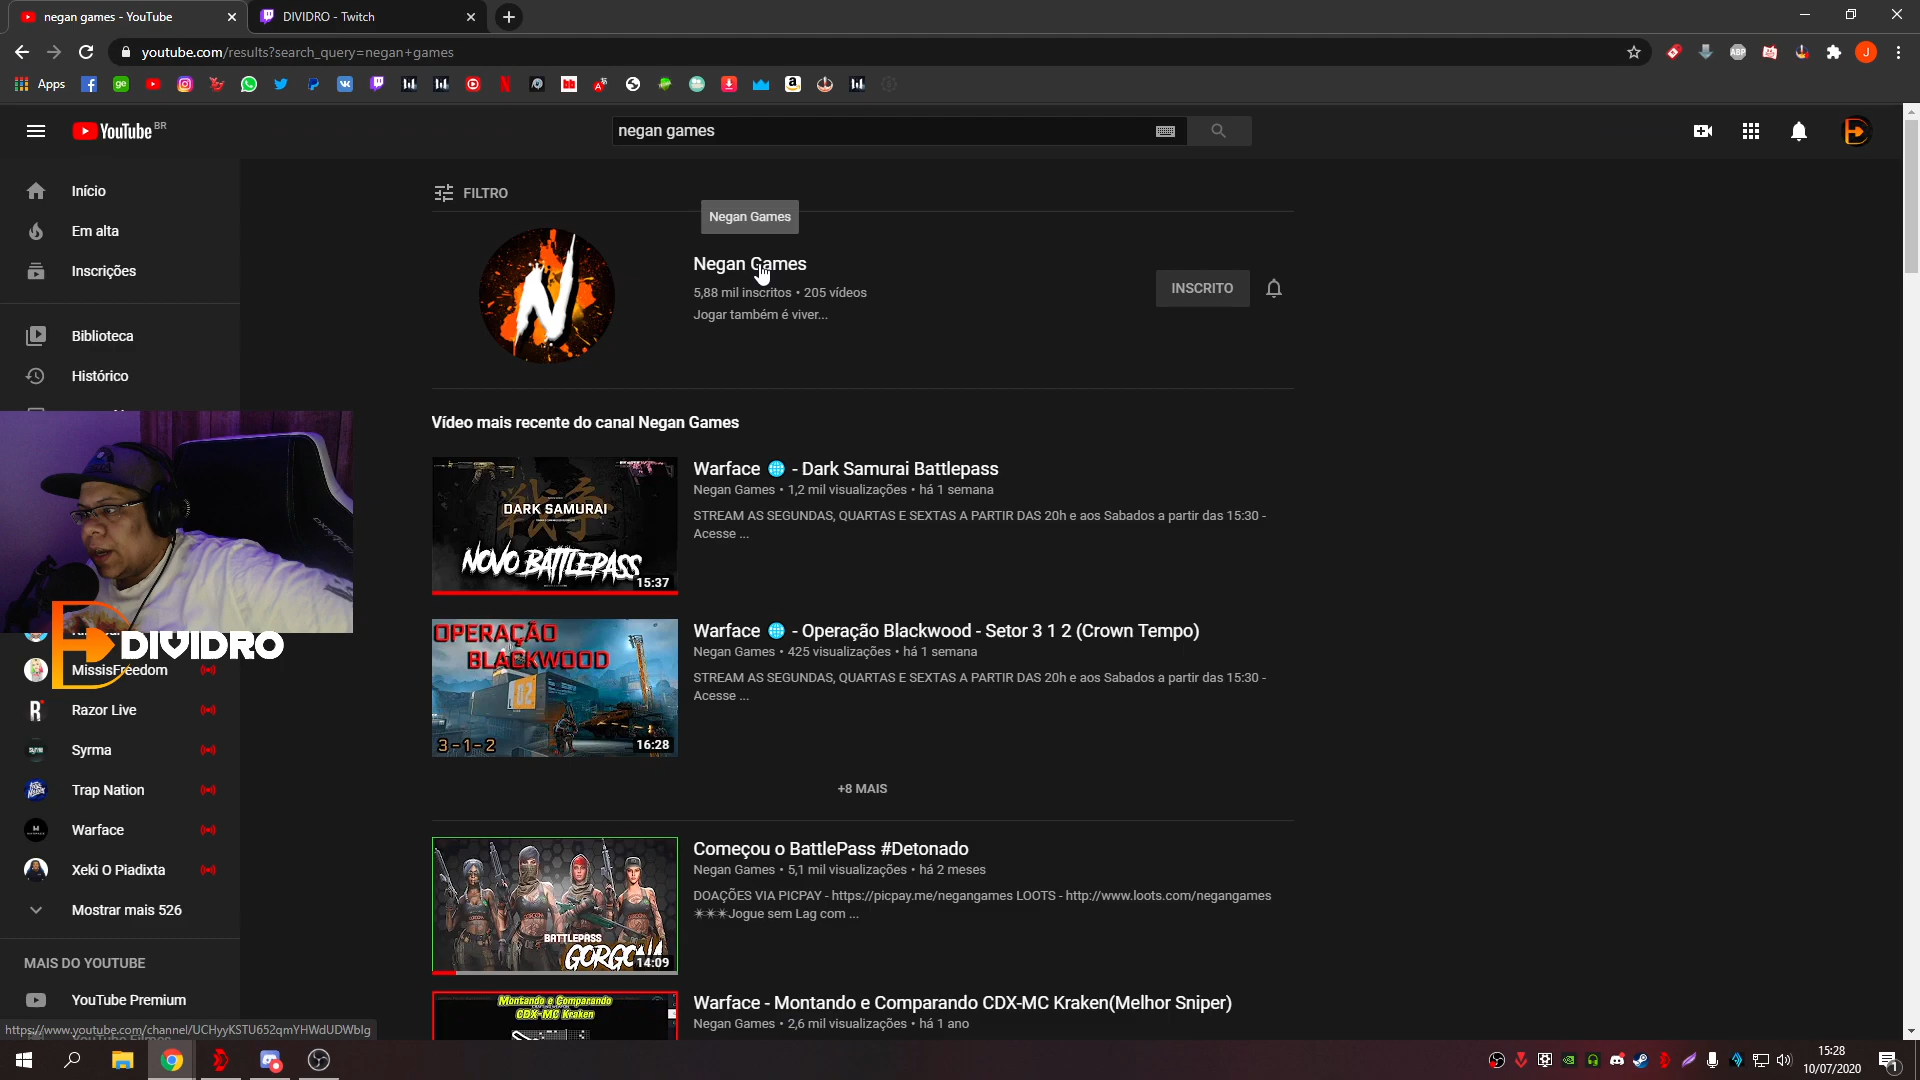 negan games - YouTube
DIVIDRO - Twitch
youtube.com/results?search_query=negan+games
Apps
YouTube BR
negan games
Início
Em alta
Inscrições
Biblioteca
Histórico
FILTRO
Negan Games
Negan Games
5,88 mil inscritos • 205 vídeos
Jogar também é viver...
INSCRITO
Vídeo mais recente do canal Negan Games
DARK SAMURAI
NOVO BATTLEPASS
15:37
Warface 🌐 - Dark Samurai Battlepass
Negan Games • 1,2 mil visualizações • há 1 semana
STREAM AS SEGUNDAS, QUARTAS E SEXTAS A PARTIR DAS 20h e aos Sabados a partir das 15:30 -
Acesse ...
OPERAÇÃO
BLACKWOOD
02
3-1-2
16:28
Warface 🌐 - Operação Blackwood - Setor 3 1 2 (Crown Tempo)
Negan Games • 425 visualizações • há 1 semana
STREAM AS SEGUNDAS, QUARTAS E SEXTAS A PARTIR DAS 20h e aos Sabados a partir das 15:30 -
Acesse ...
+8 MAIS
BATTLEPASS
GORGONA
14:09
Começou o BattlePass #Detonado
Negan Games • 5,1 mil visualizações • há 2 meses
DOAÇÕES VIA PICPAY - https://picpay.me/negangames LOOTS - http://www.loots.com/negangames
✴✴✴Jogue sem Lag com ...
Montando e Comparando
CDX-MC Kraken
Warface - Montando e Comparando CDX-MC Kraken(Melhor Sniper)
Negan Games • 2,6 mil visualizações • há 1 ano
DIVIDRO
MissisFreedom
Razor Live
Syrma
Trap Nation
Warface
Xeki O Piadixta
Mostrar mais 526
MAIS DO YOUTUBE
YouTube Premium
https://www.youtube.com/channel/UCHyyKSTU652qmYHWdUDWbIg
15:28
10/07/2020